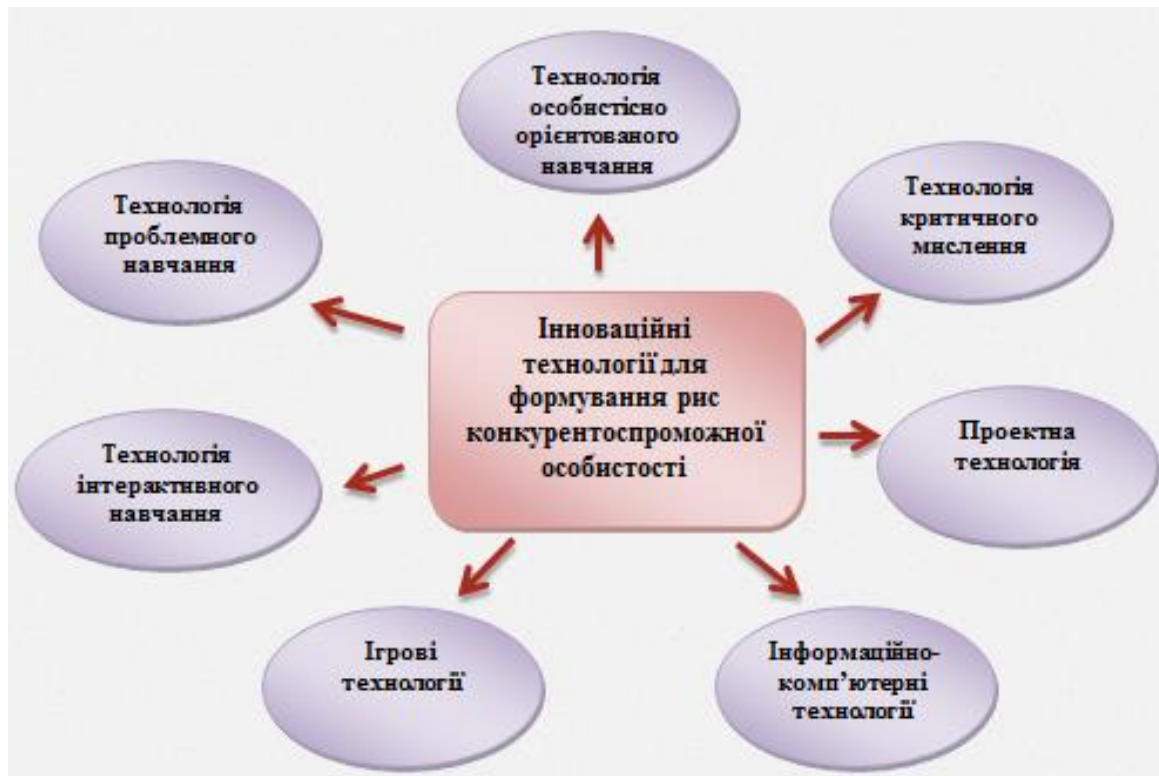 Технологія
особистісно
орієнтованого
навчання
Технологія
проблемного
навчання
Технологія
критичного
мислення
Інноваційні
технології для
формування рис
конкурентоспроможної
особистості
Технологія
інтерактивного
навчання
Проектна
технологія
Ігрові
технології
Інформаційно-
комп’ютерні
технології